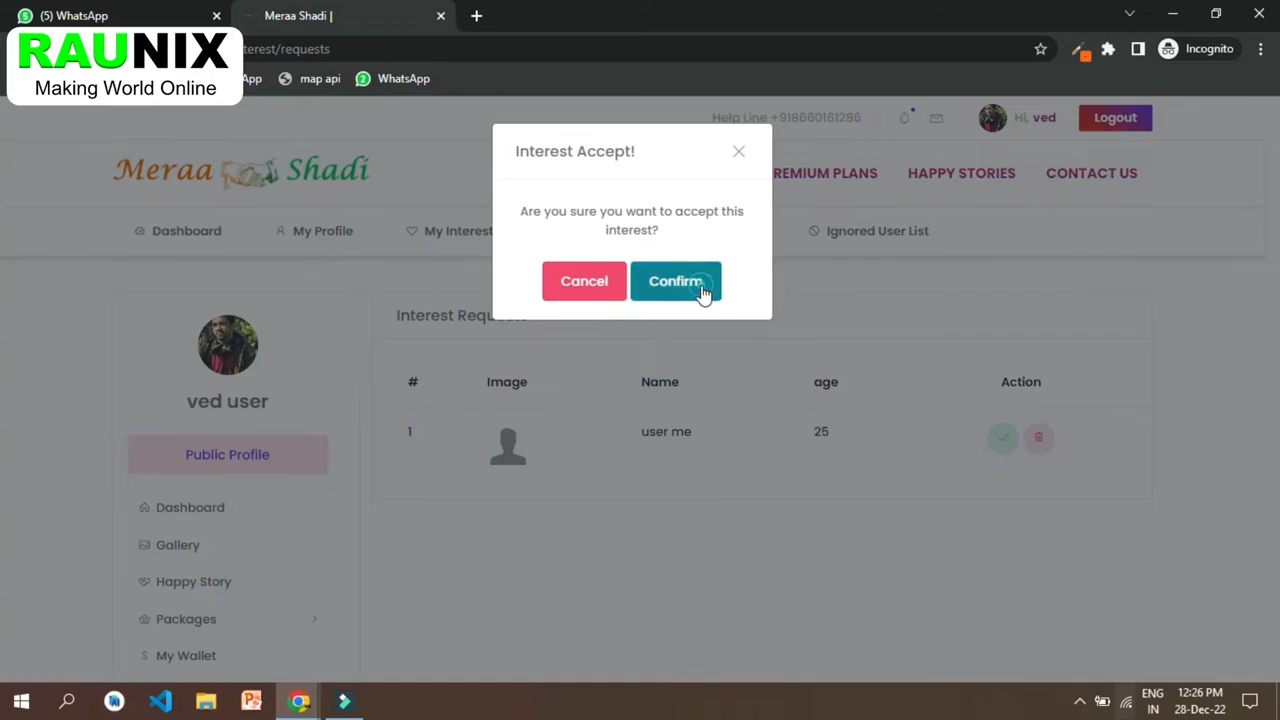 (5) WhatsApp
Meraa Shadi |
RAUNIX
Making World Online
nterest/requests
Incognito
App
map api
WhatsApp
Help Line +918660161286
Hi, ved
Logout
Meraa Shadi
REMIUM PLANS
HAPPY STORIES
CONTACT US
Dashboard
My Profile
My Interest
Ignored User List
Interest Accept!
Are you sure you want to accept this
interest?
Cancel
Confirm
ved user
Public Profile
Dashboard
Gallery
Happy Story
Packages
My Wallet
Interest Reques
# Image Name age Action
1 user me 25
ENG
IN
12:26 PM
28-Dec-22